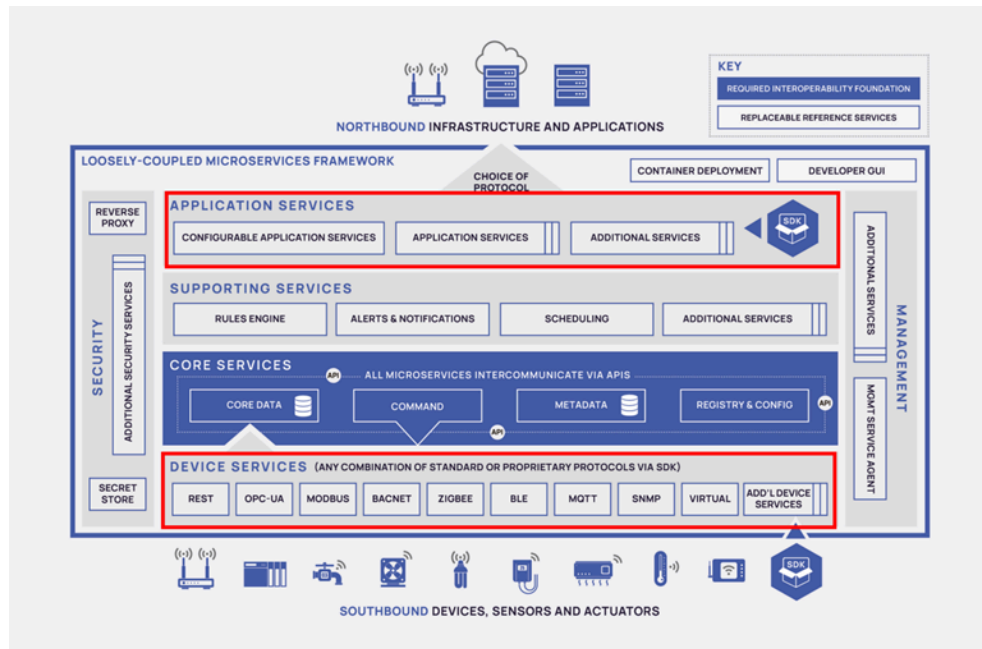 KEY
REQUIRED INTEROPERABILITY FOUNDATION
REPLACEABLE REFERENCE SERVICES
NORTHBOUND INFRASTRUCTURE AND APPLICATIONS
LOOSELY-COUPLED MICROSERVICES FRAMEWORK
CHOICE OF
PROTOCOL
CONTAINER DEPLOYMENT
DEVELOPER GUI
REVERSE
PROXY
ADDITIONAL SECURITY SERVICES
SECURITY
SECRET
STORE
APPLICATION SERVICES
CONFIGURABLE APPLICATION SERVICES
APPLICATION SERVICES
ADDITIONAL SERVICES
SDK
SUPPORTING SERVICES
RULES ENGINE
ALERTS & NOTIFICATIONS
SCHEDULING
ADDITIONAL SERVICES
CORE SERVICES
API
ALL MICROSERVICES INTERCOMMUNICATE VIA APIS
CORE DATA
COMMAND
METADATA
REGISTRY & CONFIG
API
API
DEVICE SERVICES (ANY COMBINATION OF STANDARD OR PROPRIETARY PROTOCOLS VIA SDK)
REST
OPC-UA
MODBUS
BACNET
ZIGBEE
BLE
MQTT
SNMP
VIRTUAL
ADD'L DEVICE
SERVICES
ADDITIONAL SERVICES
MANAGEMENT
MGMT SERVICE AGENT
SDK
SOUTHBOUND DEVICES, SENSORS AND ACTUATORS